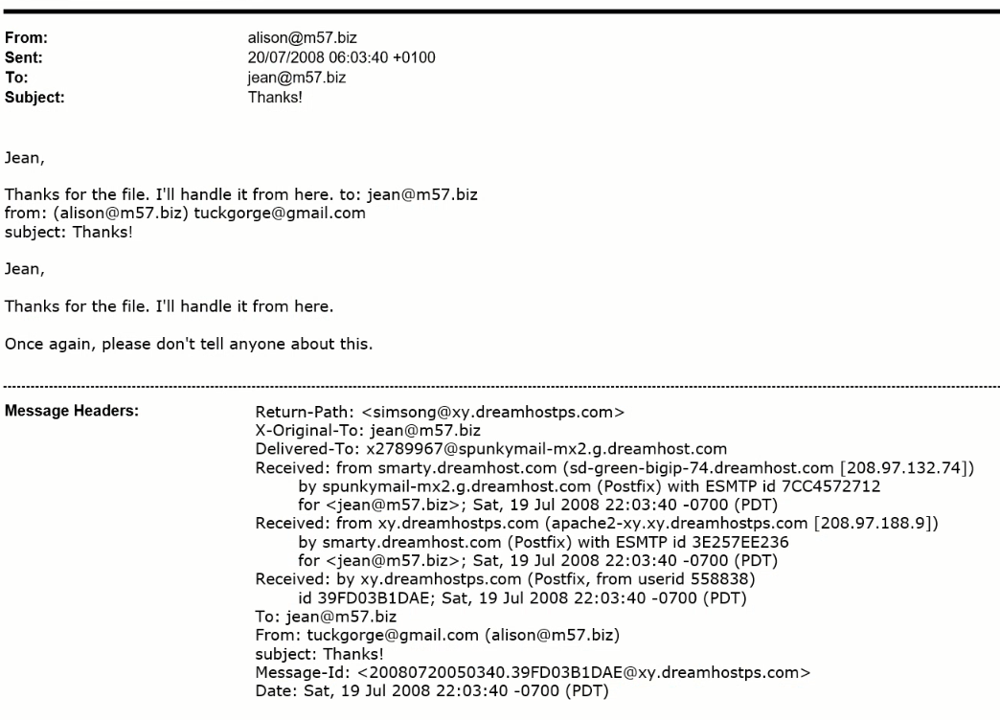 From: alison@m57.biz
Sent: 20/07/2008 06:03:40 +0100
To: jean@m57.biz
Subject: Thanks!
Jean,
Thanks for the file. I'll handle it from here. to: jean@m57.biz
from: (alison@m57.biz) tuckgorge@gmail.com
subject: Thanks!
Jean,
Thanks for the file. I'll handle it from here.
Once again, please don't tell anyone about this.
Message Headers: Return-Path: <simsong@xy.dreamhostps.com>
X-Original-To: jean@m57.biz
Delivered-To: x2789967@spunkymail-mx2.g.dreamhost.com
Received: from smarty.dreamhost.com (sd-green-bigip-74.dreamhost.com [208.97.132.74])
by spunkymail-mx2.g.dreamhost.com (Postfix) with ESMTP id 7CC4572712
for <jean@m57.biz>; Sat, 19 Jul 2008 22:03:40 -0700 (PDT)
Received: from xy.dreamhostps.com (apache2-xy.xy.dreamhostps.com [208.97.188.9])
by smarty.dreamhost.com (Postfix) with ESMTP id 3E257EE236
for <jean@m57.biz>; Sat, 19 Jul 2008 22:03:40 -0700 (PDT)
Received: by xy.dreamhostps.com (Postfix, from userid 558838)
id 39FD03B1DAE; Sat, 19 Jul 2008 22:03:40 -0700 (PDT)
To: jean@m57.biz
From: tuckgorge@gmail.com (alison@m57.biz)
subject: Thanks!
Message-Id: <20080720050340.39FD03B1DAE@xy.dreamhostps.com>
Date: Sat, 19 Jul 2008 22:03:40 -0700 (PDT)